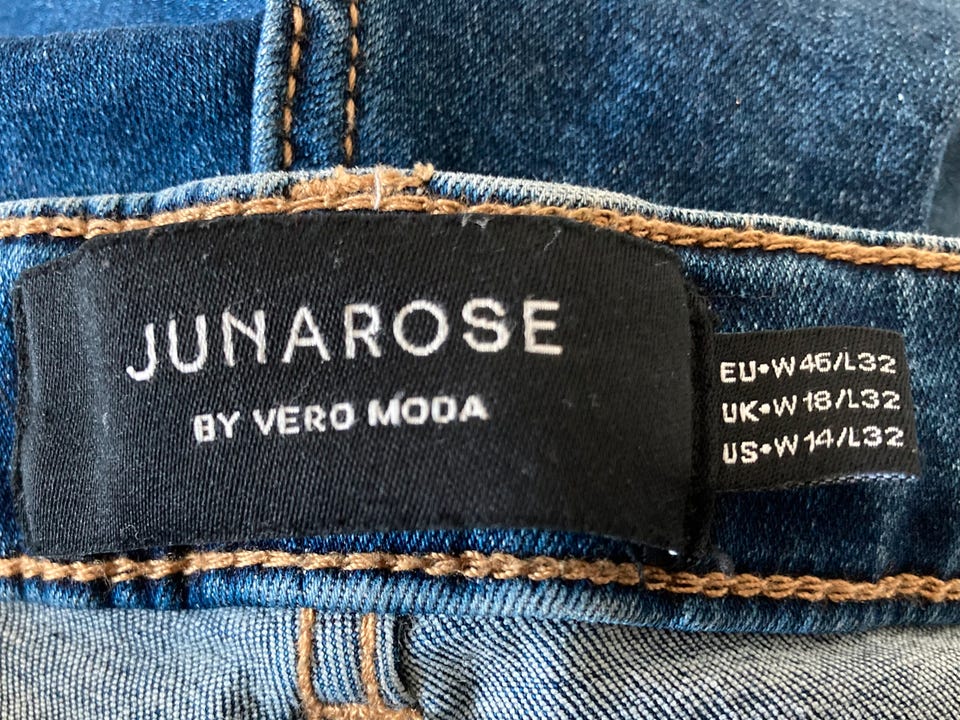 JUNAROSE
BY VERO MODA
EU•W46/L32
UK•W18/L32
US•W14/L32